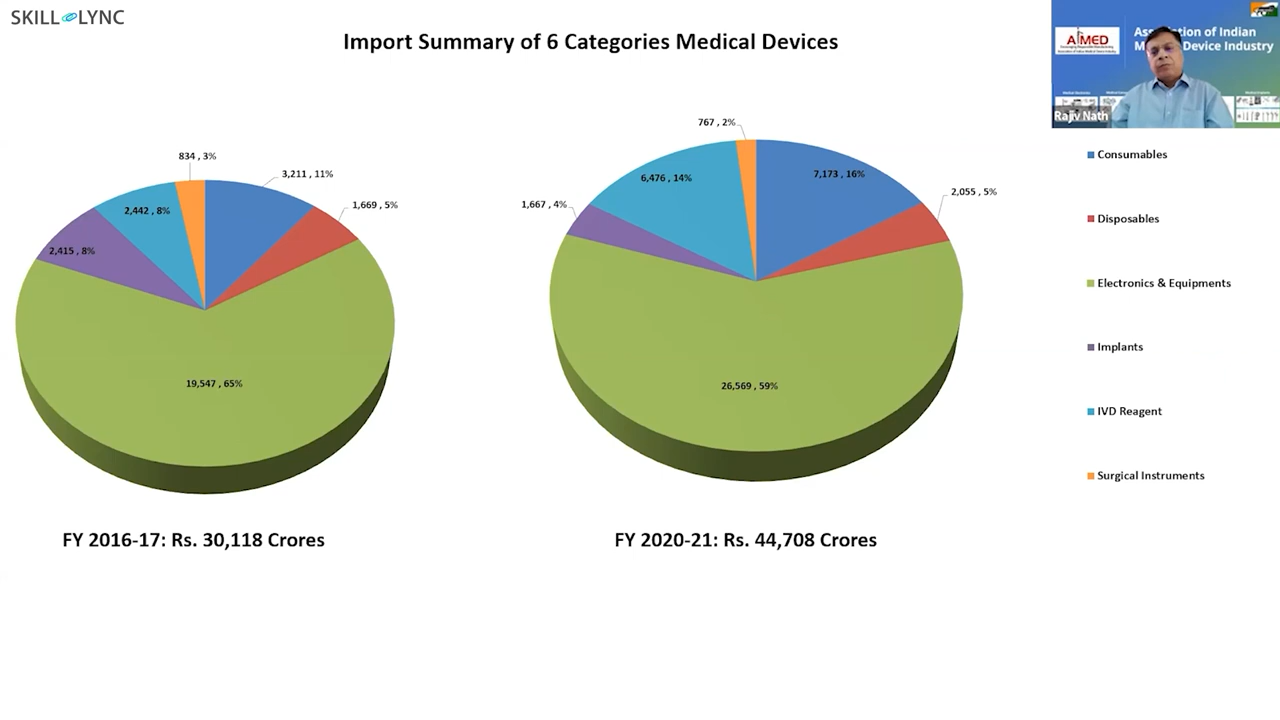 SKILL LYNC
Import Summary of 6 Categories Medical Devices
AiMED
Association of Indian
Device Industry
Rajiv Nath
834 , 3%
3,211 , 11%
1,669 , 5%
2,442 , 8%
2,415 , 8%
19,547 , 65%
FY 2016-17: Rs. 30,118 Crores
767 , 2%
7,173 , 16%
2,055 , 5%
6,476 , 14%
1,667 , 4%
26,569 , 59%
FY 2020-21: Rs. 44,708 Crores
Consumables
Disposables
Electronics & Equipments
Implants
IVD Reagent
Surgical Instruments